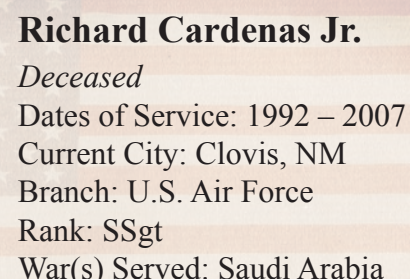 Richard Cardenas Jr.
Deceased
Dates of Service: 1992 – 2007
Current City: Clovis, NM
Branch: U.S. Air Force
Rank: SSgt
War(s) Served: Saudi Arabia